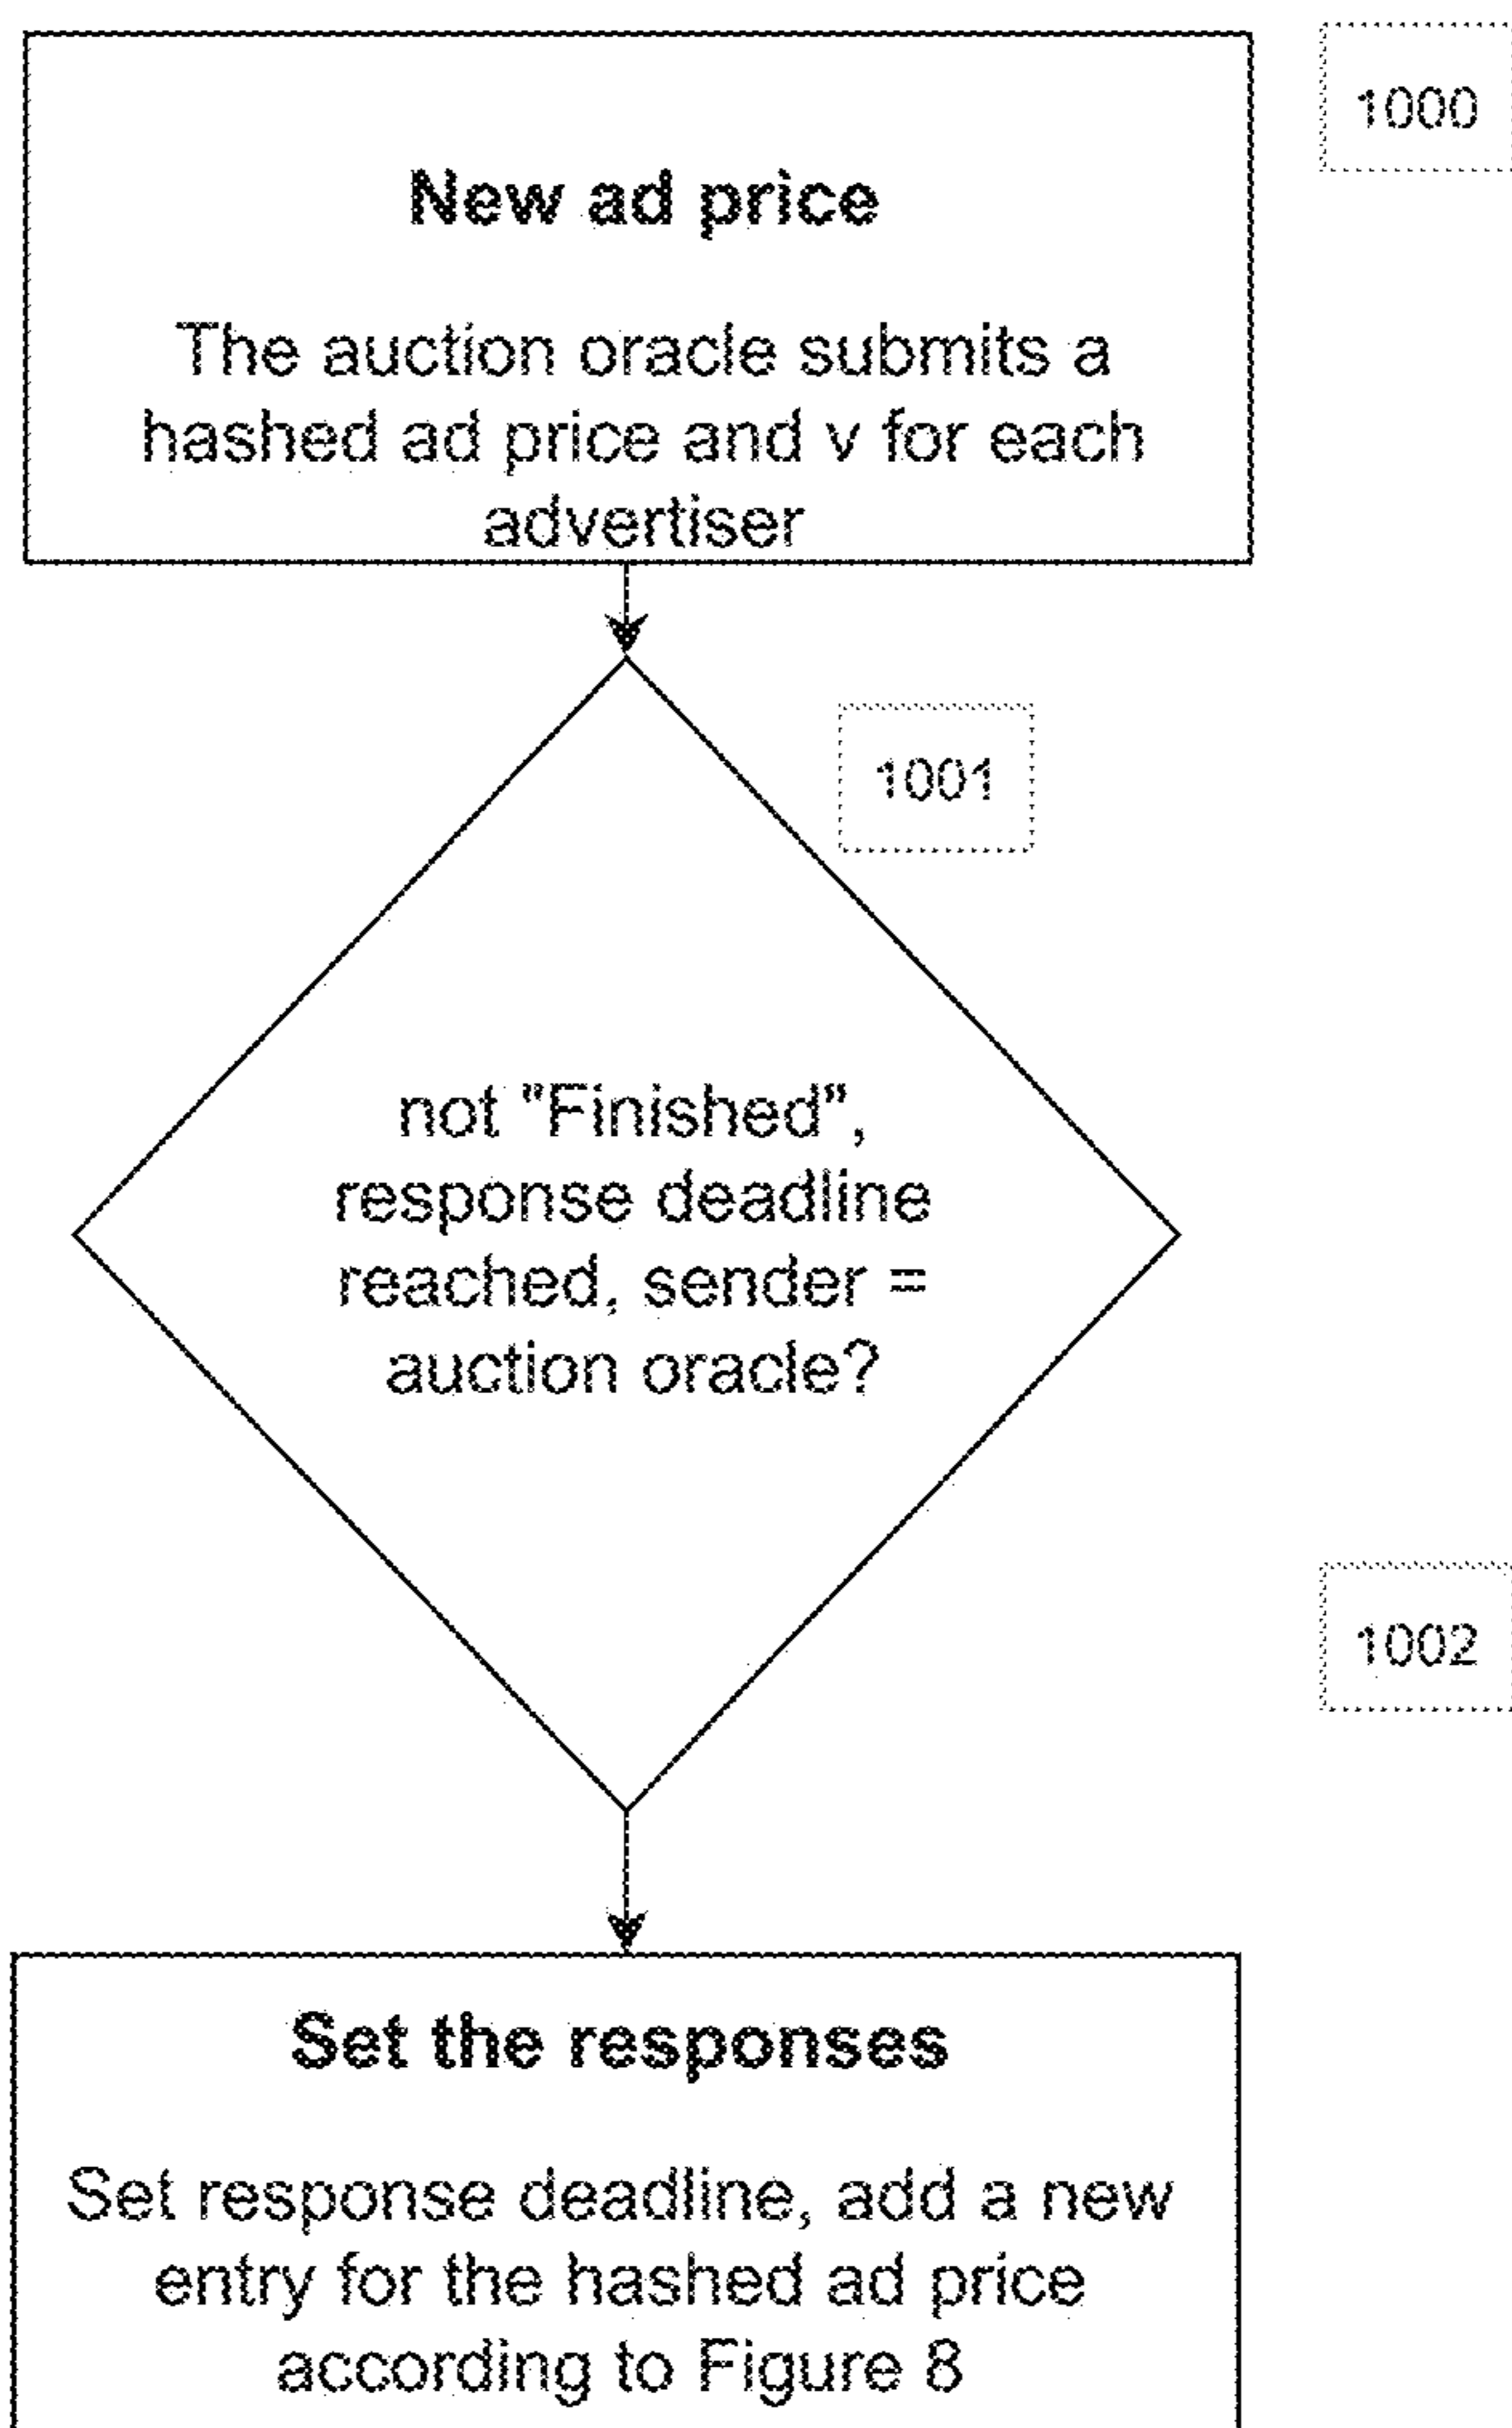 1000
New ad price
The auction oracle submits a
hashed ad price and v for each
advertiser
1001
not "Finished",
response deadline
reached, sender =
auction oracle?
1002
Set the responses
Set response deadline, add a new
entry for the hashed ad price
according to Figure 8